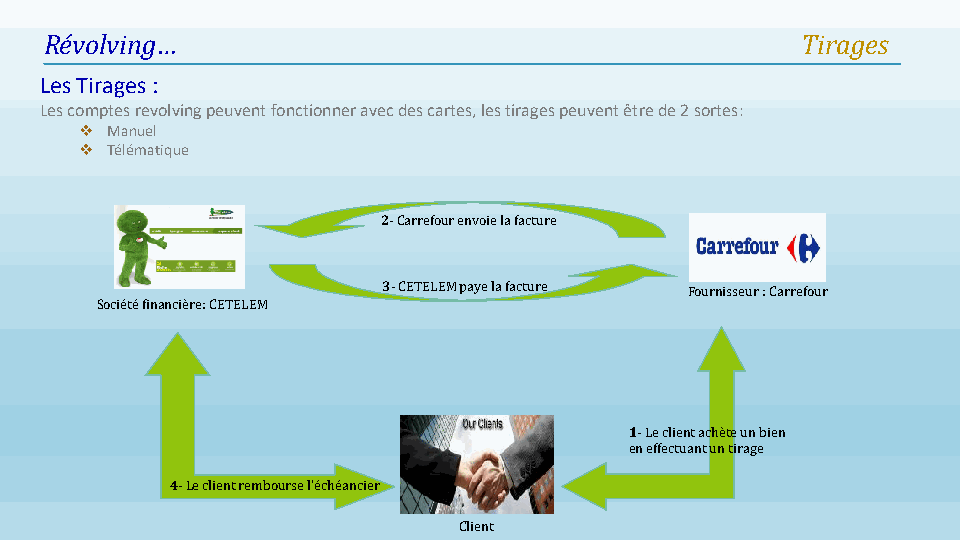 Révolving…
Tirages
Les Tirages :
Les comptes revolving peuvent fonctionner avec des cartes, les tirages peuvent être de 2 sortes:
❖ Manuel
❖ Télématique
2- Carrefour envoie la facture
Carrefour
3- CETELEM paye la facture
Fournisseur : Carrefour
Société financière: CETELEM
Our Clients
1- Le client achète un bien
en effectuant un tirage
4- Le client rembourse l'échéancier
Client